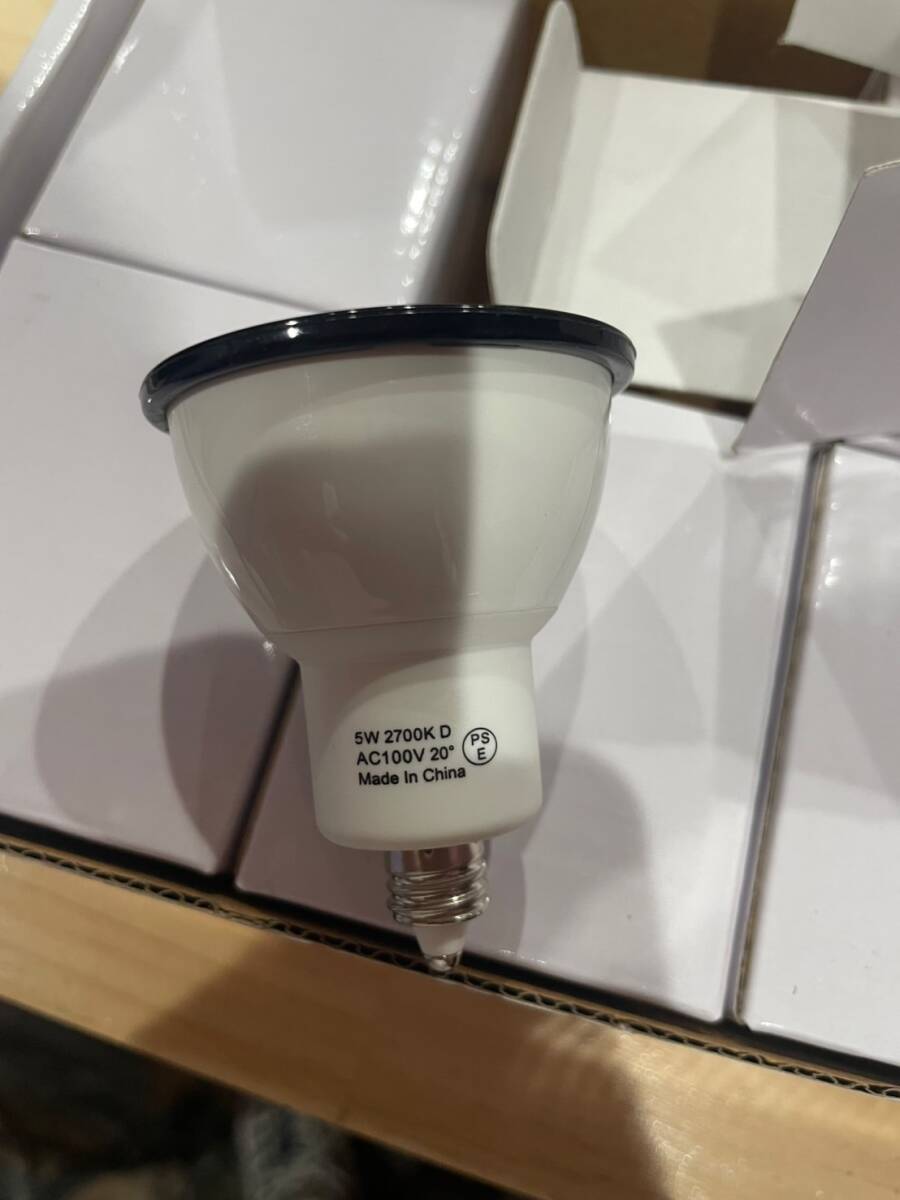 5W 2700K D
AC100V 20°
Made In China
PS
E